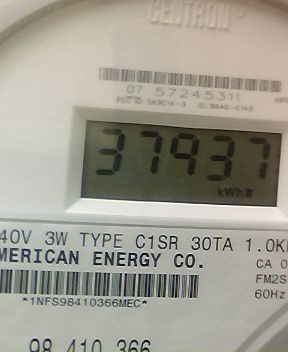 CENTRON
07 57245311
37937
kWh
40V 3W TYPE C1SR 30TA 1.0K
MERICAN ENERGY CO.
CA 0
FM2S
60Hz
*1NFS98410366MEC*
98 410 366